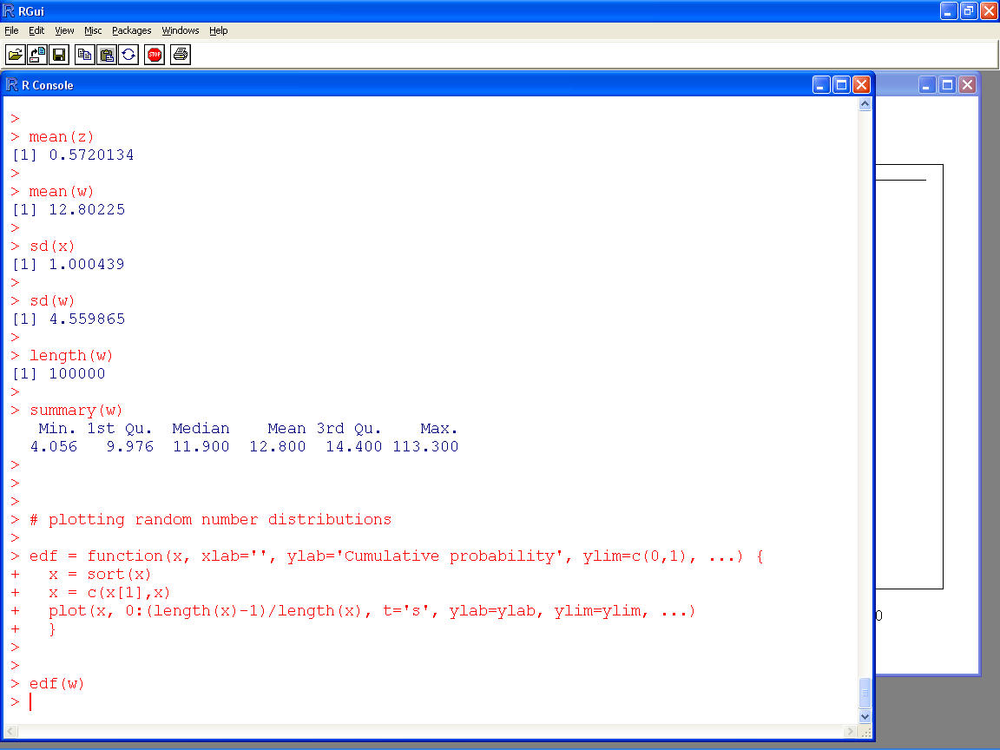 RGui
File Edit View Misc Packages Windows Help
STOP
R Console
>
> mean(z)
[1] 0.5720134
>
> mean(w)
[1] 12.80225
>
> sd(x)
[1] 1.000439
>
> sd(w)
[1] 4.559865
>
> length(w)
[1] 100000
>
> summary(w)
Min. 1st Qu. Median Mean 3rd Qu. Max.
4.056 9.976 11.900 12.800 14.400 113.300
>
>
>
> # plotting random number distributions
>
> edf = function(x, xlab='', ylab='Cumulative probability', ylim=c(0,1), ...) {
+ x = sort(x)
+ x = c(x[1],x)
+ plot(x, 0:(length(x)-1)/length(x), t='s', ylab=ylab, ylim=ylim, ...)
+ }
>
>
> edf(w)
>
0